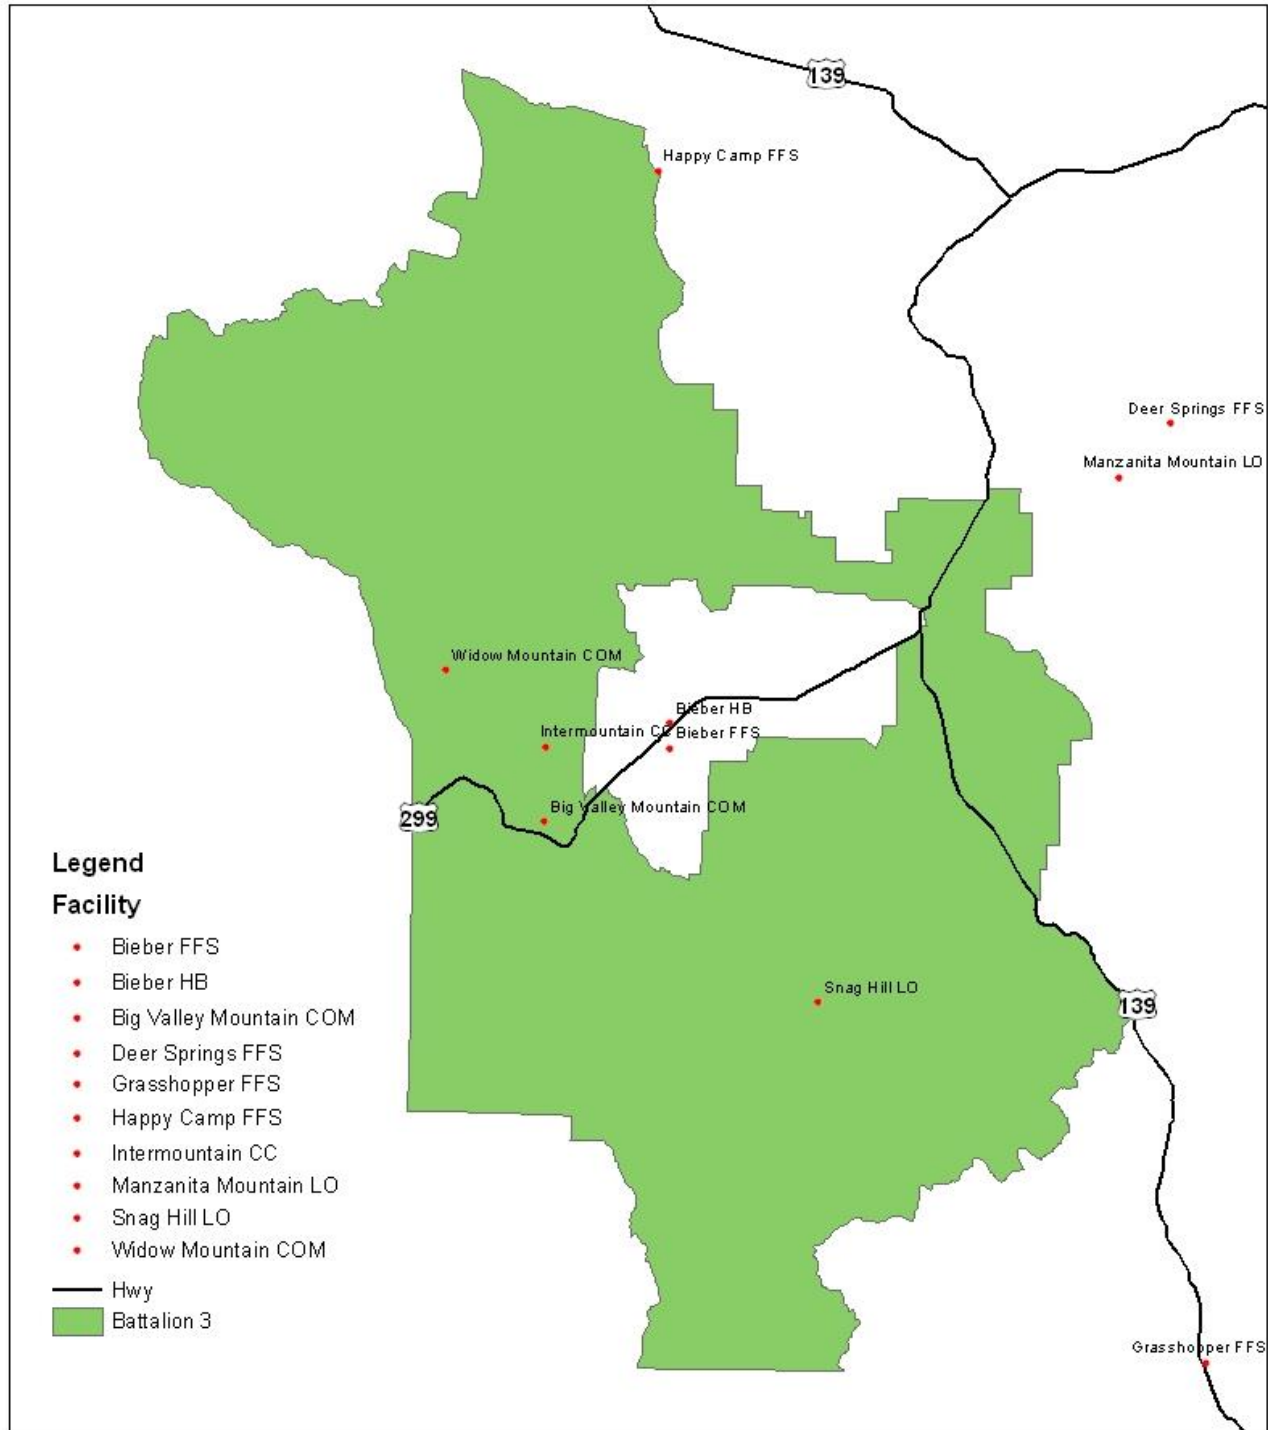 139
Happy Camp FFS
Deer Springs FFS
Manzanita Mountain LO
Widow Mountain COM
Bieber HB
Intermountain CC
Bieber FFS
Big Valley Mountain COM
299
Snag Hill LO
139
Grasshopper FFS
Legend
Facility
Bieber FFS
Bieber HB
Big Valley Mountain COM
Deer Springs FFS
Grasshopper FFS
Happy Camp FFS
Intermountain CC
Manzanita Mountain LO
Snag Hill LO
Widow Mountain COM
Hwy
Battalion 3